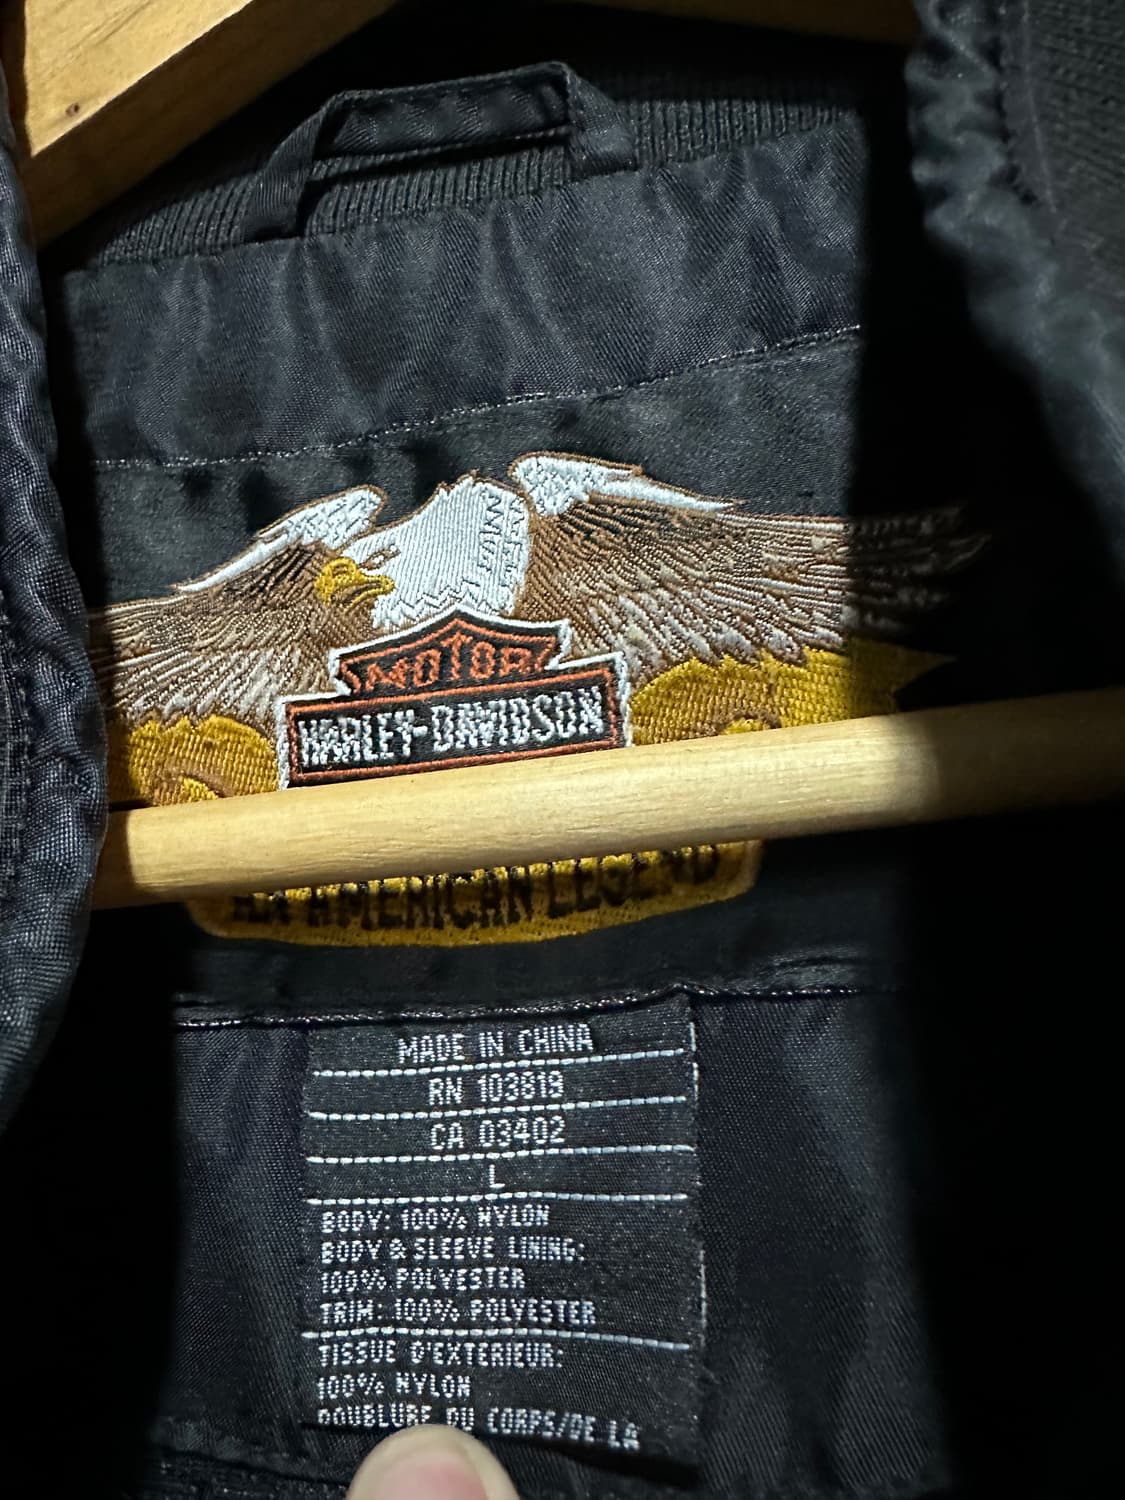 MOTOR
HARLEY-DAVIDSON
AN AMERICAN LEGEND
MADE IN CHINA
RN 103819
CA 03402
L
BODY: 100% NYLON
BODY & SLEEVE LINING:
100% POLYESTER
TRIM: 100% POLYESTER
TISSUE D'EXTERIEUR:
100% NYLON
DOUBLURE DU CORPS/DE LA